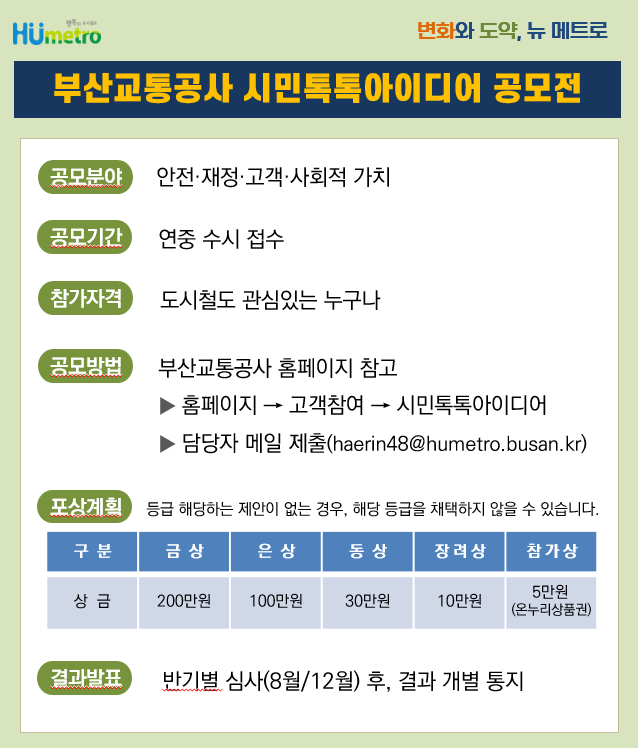 Humetro
변화와 도약, 뉴 메트로
부산교통공사 시민톡톡아이디어 공모전
공모분야 안전·재정·고객·사회적 가치
공모기간 연중 수시 접수
참가자격 도시철도 관심있는 누구나
공모방법 부산교통공사 홈페이지 참고
▶ 홈페이지 → 고객참여 → 시민톡톡아이디어
▶ 담당자 메일 제출(haerin48@humetro.busan.kr)
포상계획 등급 해당하는 제안이 없는 경우, 해당 등급을 채택하지 않을 수 있습니다.
구 분 금 상 은 상 동 상 장려상 참가상
상 금 200만원 100만원 30만원 10만원 5만원
(온누리상품권)
결과발표 반기별 심사(8월/12월) 후, 결과 개별 통지